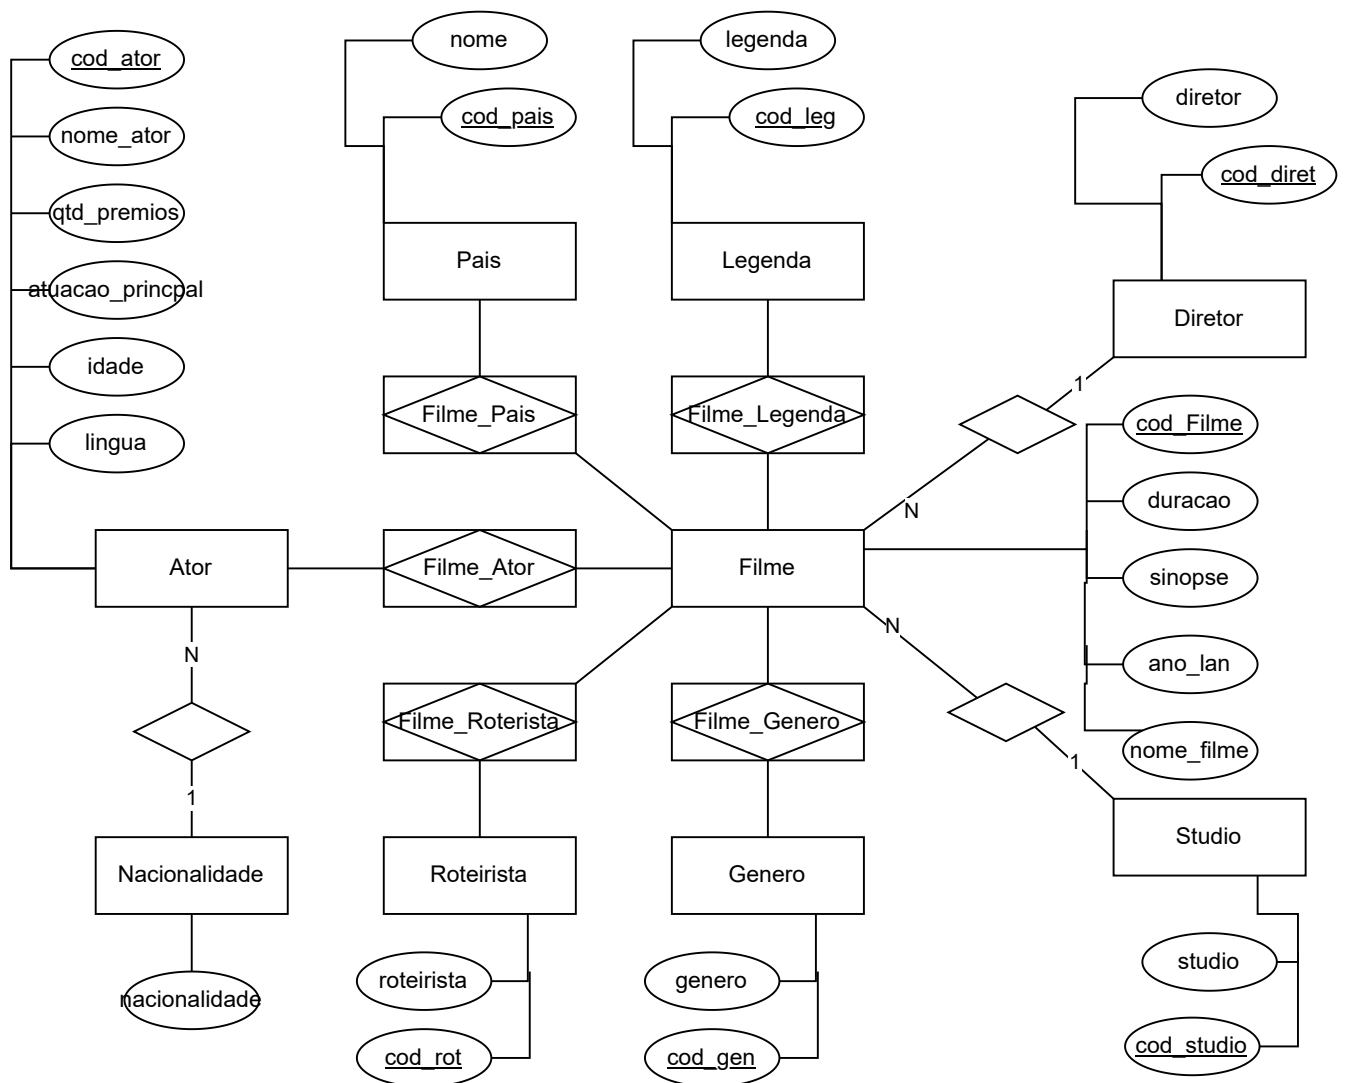 nome
legenda
cod_ator
diretor
cod_pais
cod_leg
nome_ator
cod_diret
qtd_premios
Pais
Legenda
atuacao_princpal
Diretor
idade
1
Filme_Pais
Filme_Legenda
cod_Filme
lingua
duracao
N
Ator
Filme_Ator
Filme
sinopse
N
N
ano_lan
Filme_Roterista
Filme_Genero
nome_filme
1
1
Studio
Nacionalidade
Roteirista
Genero
studio
roteirista
genero
nacionalidade
cod_studio
cod_rot
cod_gen